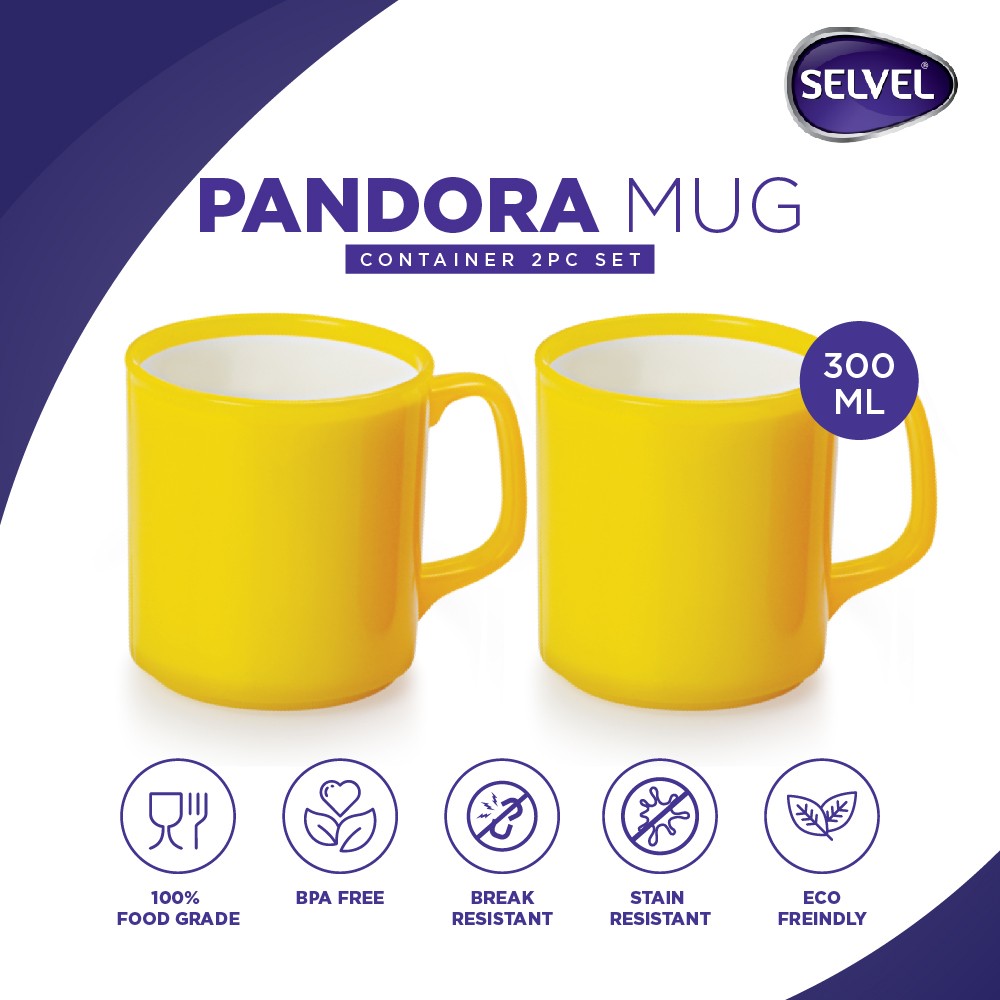 SELVEL®
PANDORA MUG
CONTAINER 2PC SET
300
ML
100%
FOOD GRADE
BPA FREE
BREAK
RESISTANT
STAIN
RESISTANT
ECO
FREINDLY